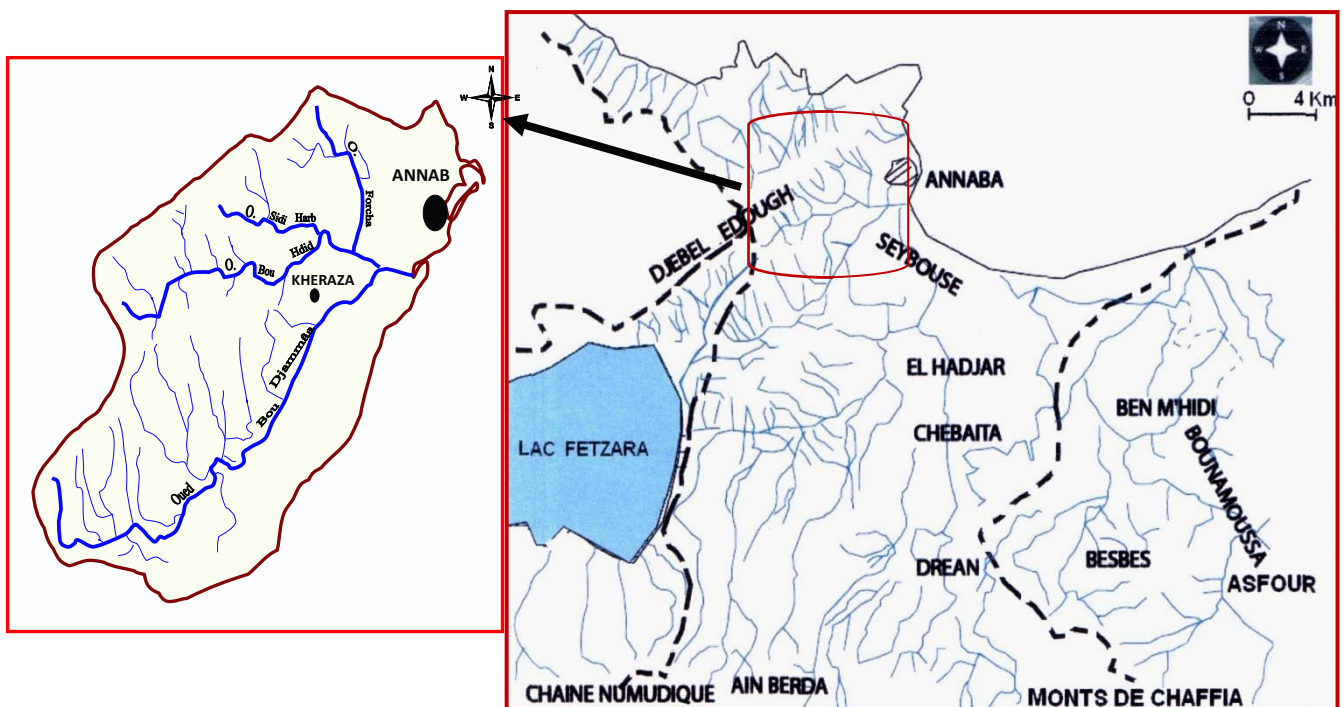 N
W E
S
ANNAB
O.
Forcha
O. Sidi Harb
O. Bou Hdid
KHERAZA
Oued Bou Djammâa
N
W E
S
0 4 Km
ANNABA
DJEBEL EDOUGH
SEYBOUSE
EL HADJAR
BEN M'HIDI
CHEBAITA
BOUNAMOUSSA
LAC FETZARA
DREAN
BESBES
ASFOUR
CHAINE NUMUDIQUE
AIN BERDA
MONTS DE CHAFFIA